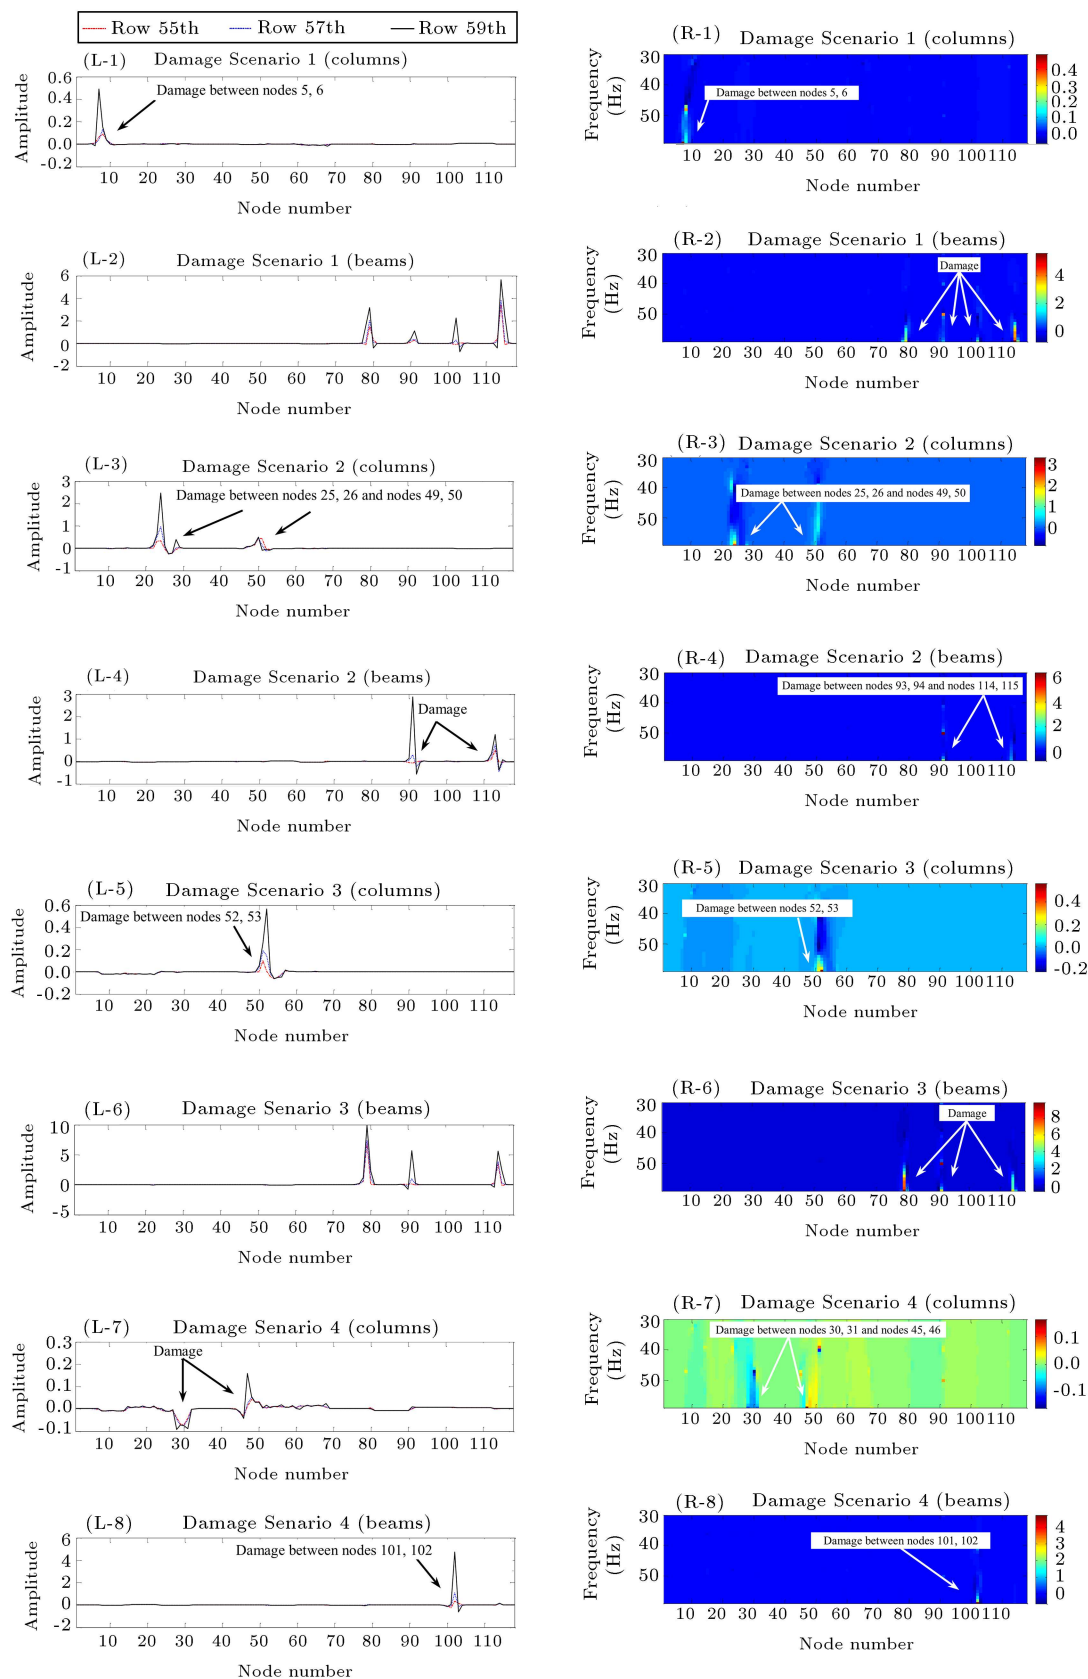 Row 55th Row 57th Row 59th
(L-1) Damage Scenario 1 (columns)
Amplitude
0.6
0.4
0.2
0.0
-0.2
Damage between nodes 5, 6
10 20 30 40 50 60 70 80 90 100 110
Node number
(R-1) Damage Scenario 1 (columns)
Frequency
(Hz)
30
50
Damage between nodes 5, 6
0.4
0.3
0.2
0.1
0.0
10 20 30 40 50 60 70 80 90 100 110
Node number
(L-2) Damage Scenario 1 (beams)
Amplitude
6
4
2
0
-2
10 20 30 40 50 60 70 80 90 100 110
Node number
(R-2) Damage Scenario 1 (beams)
Frequency
(Hz)
30
40
50
Damage
4
2
0
10 20 30 40 50 60 70 80 90 100 110
Node number
(L-3) Damage Scenario 2 (columns)
Amplitude
3
2
1
0
-1
Damage between nodes 25, 26 and nodes 49, 50
10 20 30 40 50 60 70 80 90 100 110
Node number
(R-3) Damage Scenario 2 (columns)
Frequency
(Hz)
30
40
50
Damage between nodes 25, 26 and nodes 49, 50
3
2
1
0
10 20 30 40 50 60 70 80 90 100 110
Node number
(L-4) Damage Scenario 2 (beams)
Amplitude
3
2
1
0
-1
Damage
10 20 30 40 50 60 70 80 90 100 110
Node number
(R-4) Damage Scenario 2 (beams)
Frequency
(Hz)
30
40
50
Damage between nodes 93, 94 and nodes 114, 115
6
4
2
0
10 20 30 40 50 60 70 80 90 100 110
Node number
(L-5) Damage Scenario 3 (columns)
Amplitude
0.6
0.4
0.2
0.0
-0.2
Damage between nodes 52, 53
10 20 30 40 50 60 70 80 90 100 110
Node number
(R-5) Damage Scenario 3 (columns)
Frequency
(Hz)
30
40
50
Damage between nodes 52, 53
0.4
0.2
0.0
-0.2
10 20 30 40 50 60 70 80 90 100 110
Node number
(L-6) Damage Senario 3 (beams)
Amplitude
10
5
0
-5
10 20 30 40 50 60 70 80 90 100 110
Node number
(R-6) Damage Scenario 3 (beams)
Frequency
(Hz)
30
50
Damage
8
6
4
2
0
10 20 30 40 50 60 70 80 90 100 110
Node number
(L-7) Damage Senario 4 (columns)
Amplitude
0.3
0.2
0.1
0.0
-0.1
Damage
10 20 30 40 50 60 70 80 90 100 110
Node number
(R-7) Damage Scenario 4 (columns)
Frequency
(Hz)
30
40
50
Damage between nodes 30, 31 and nodes 45, 46
0.1
0.0
-0.1
10 20 30 40 50 60 70 80 90 100 110
Node number
(L-8) Damage Senario 4 (beams)
Amplitude
6
4
2
0
-2
Damage between nodes 101, 102
10 20 30 40 50 60 70 80 90 100 110
Node number
(R-8) Damage Scenario 4 (beams)
Frequency
(Hz)
30
40
50
Damage between nodes 101, 102
4
3
2
1
0
10 20 30 40 50 60 70 80 90 100 110
Node number